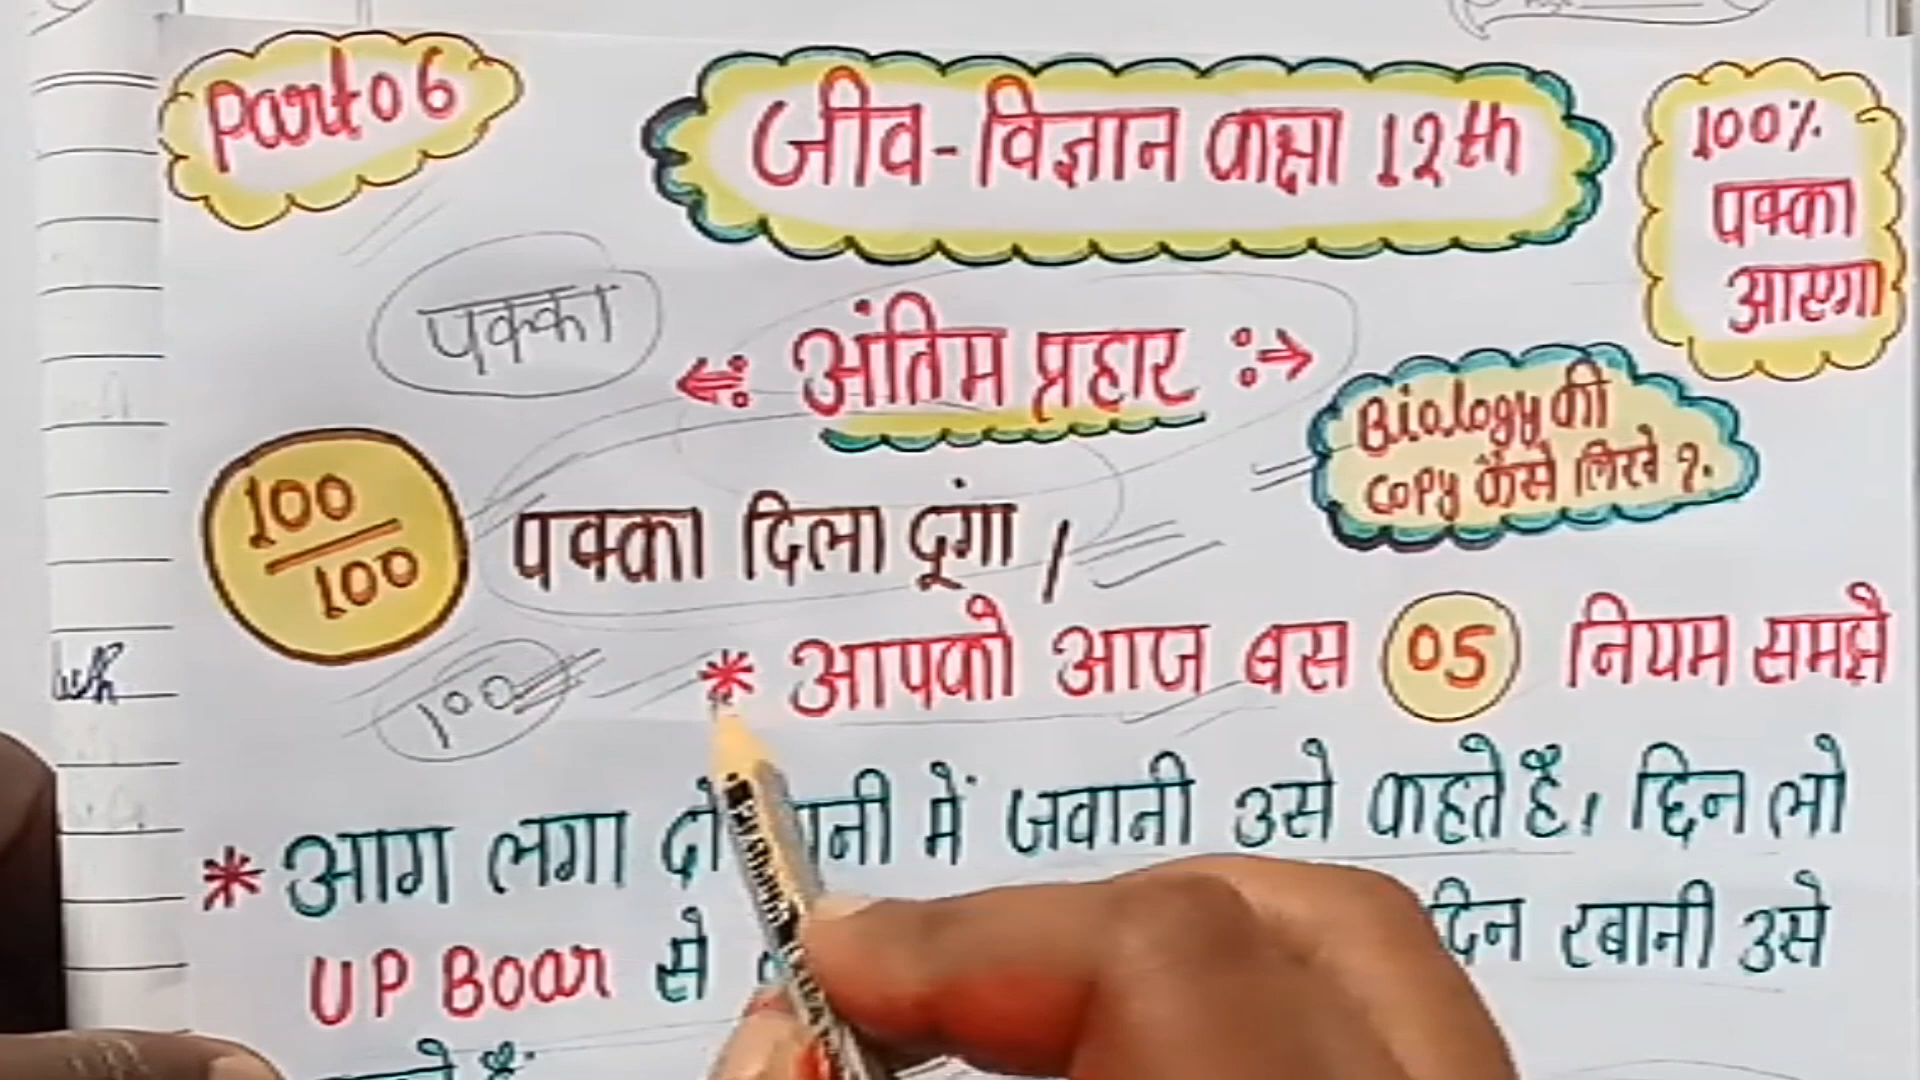 Part 06
जीव-विज्ञान कक्षा 12th
100%
पक्का
आएगा
पक्का
अंतिम प्रहार
Biology की
copy कैसे लिखे ?.
100
100
पक्का दिला दूंगा /
100
* आपको आज बस 05 नियम समझे
* आग लगा दो पानी में जवानी उसे कहते हैं। छिन लो
UP Boar से
दिन रबानी उसे